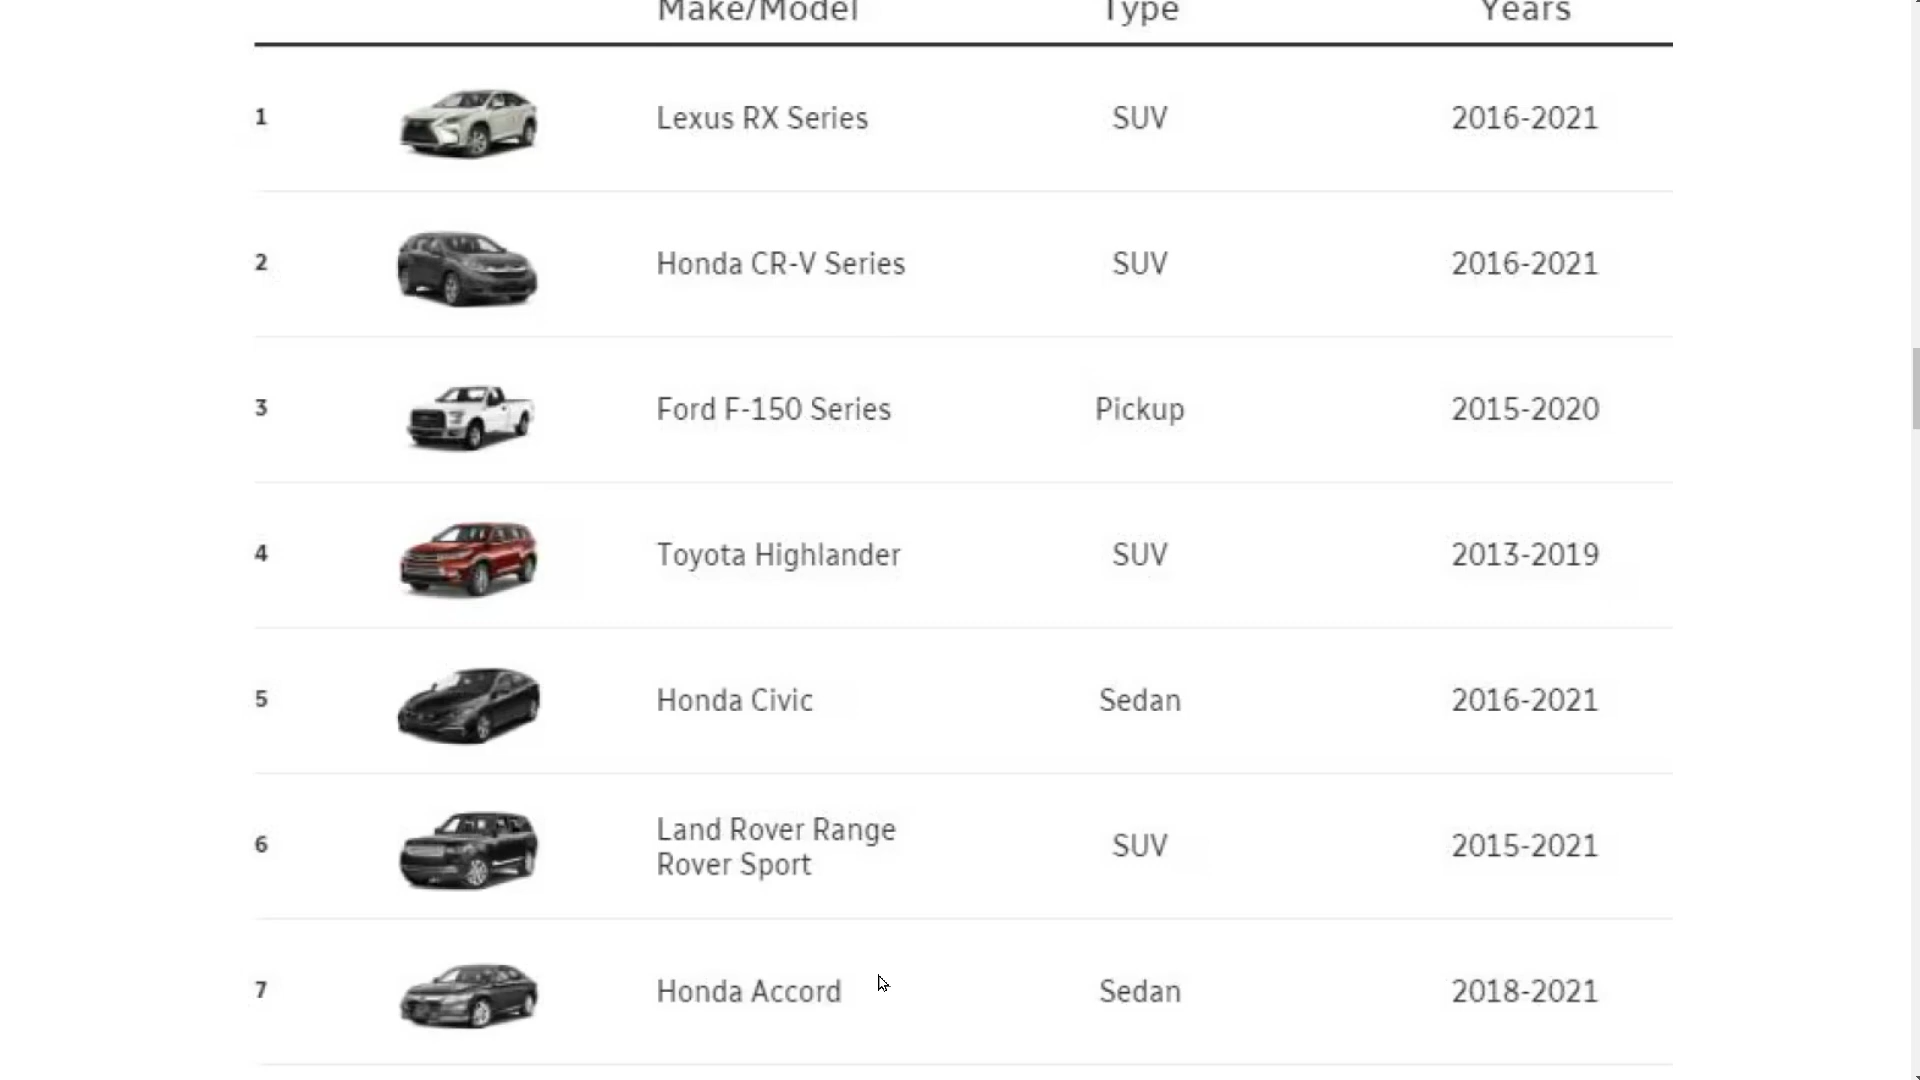 Make/Model Type Years
1 Lexus RX Series SUV 2016-2021
2 Honda CR-V Series SUV 2016-2021
3 Ford F-150 Series Pickup 2015-2020
4 Toyota Highlander SUV 2013-2019
5 Honda Civic Sedan 2016-2021
6 Land Rover Range
Rover Sport SUV 2015-2021
7 Honda Accord Sedan 2018-2021